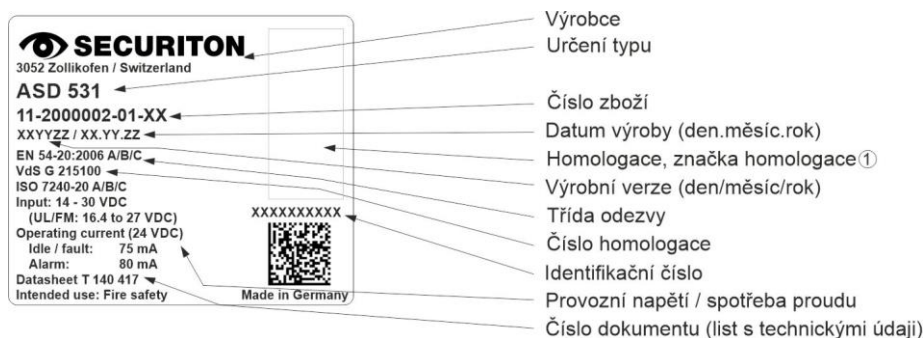 SECURITON
3052 Zollikofen / Switzerland
ASD 531
11-2000002-01-XX
XXYYZZ / XX.YY.ZZ
EN 54-20:2006 A/B/C
VdS G 215100
ISO 7240-20 A/B/C
Input: 14 - 30 VDC
(UL/FM: 16.4 to 27 VDC)
Operating current (24 VDC)
Idle / fault: 75 mA
Alarm: 80 mA
Datasheet T 140 417
Intended use: Fire safety
XXXXXXXXXX
Made in Germany
Výrobce
Určení typu
Číslo zboží
Datum výroby (den.měsíc.rok)
Homologace, značka homologace①
Výrobní verze (den/měsíc/rok)
Třída odezvy
Číslo homologace
Identifikační číslo
Provozní napětí / spotřeba proudu
Číslo dokumentu (list s technickými údaji)